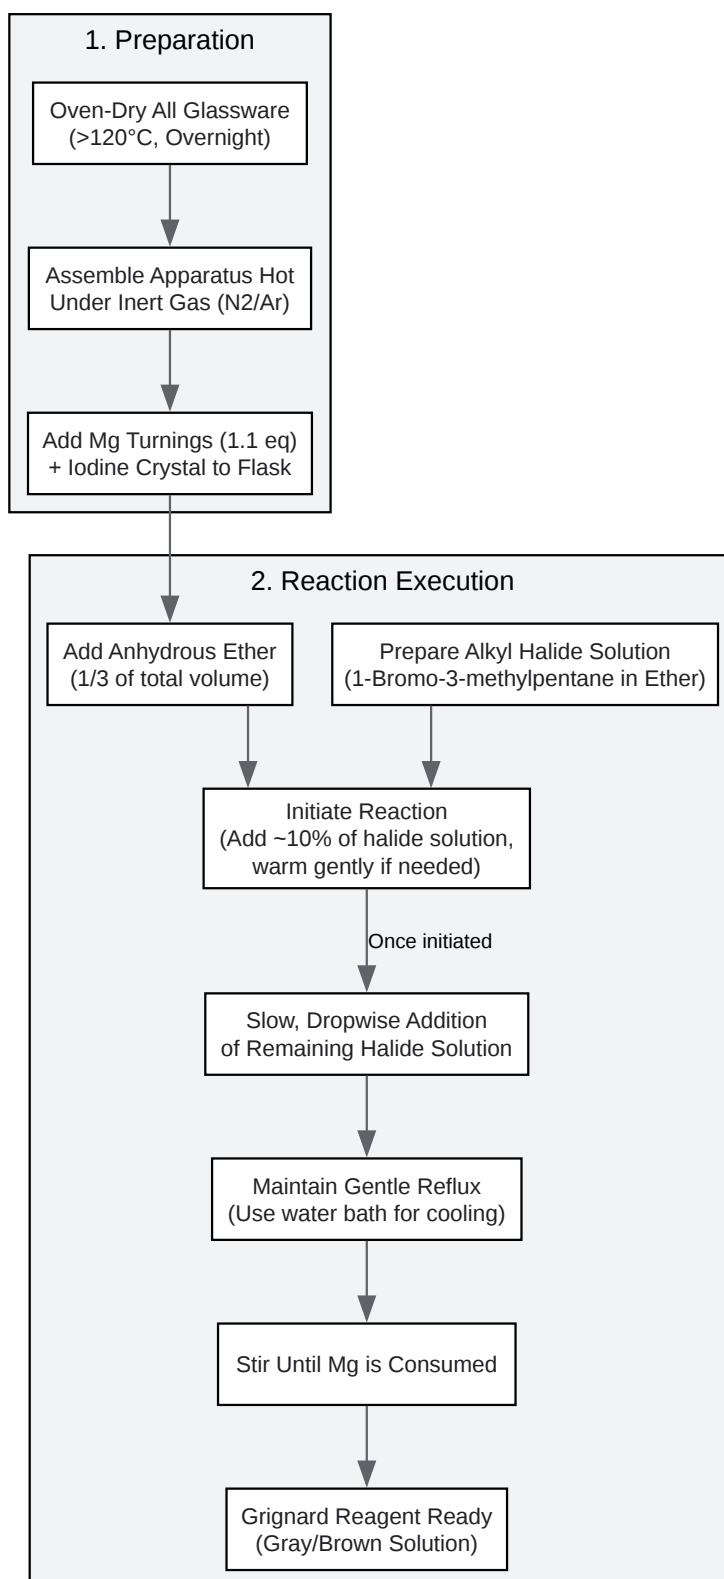 1. Preparation
Oven-Dry All Glassware
(>120°C, Overnight)
Assemble Apparatus Hot
Under Inert Gas (N2/Ar)
Add Mg Turnings (1.1 eq)
+ Iodine Crystal to Flask
2. Reaction Execution
Add Anhydrous Ether
(1/3 of total volume)
Prepare Alkyl Halide Solution
(1-Bromo-3-methylpentane in Ether)
Initiate Reaction
(Add ~10% of halide solution,
warm gently if needed)
Once initiated
Slow, Dropwise Addition
of Remaining Halide Solution
Maintain Gentle Reflux
(Use water bath for cooling)
Stir Until Mg is Consumed
Grignard Reagent Ready
(Gray/Brown Solution)